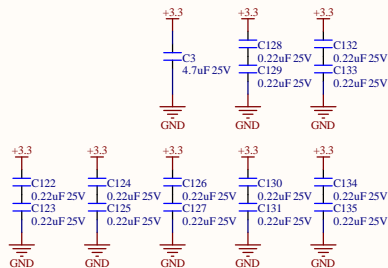 +3.3 +3.3 +3.3
C3 C128 C132
4.7uF 25V 0.22uF 25V 0.22uF 25V
C129 C133
0.22uF 25V 0.22uF 25V
GND GND GND
+3.3 +3.3 +3.3 +3.3 +3.3
C122 C124 C126 C130 C134
0.22uF 25V 0.22uF 25V 0.22uF 25V 0.22uF 25V 0.22uF 25V
C123 C125 C127 C131 C135
0.22uF 25V 0.22uF 25V 0.22uF 25V 0.22uF 25V 0.22uF 25V
GND GND GND GND GND